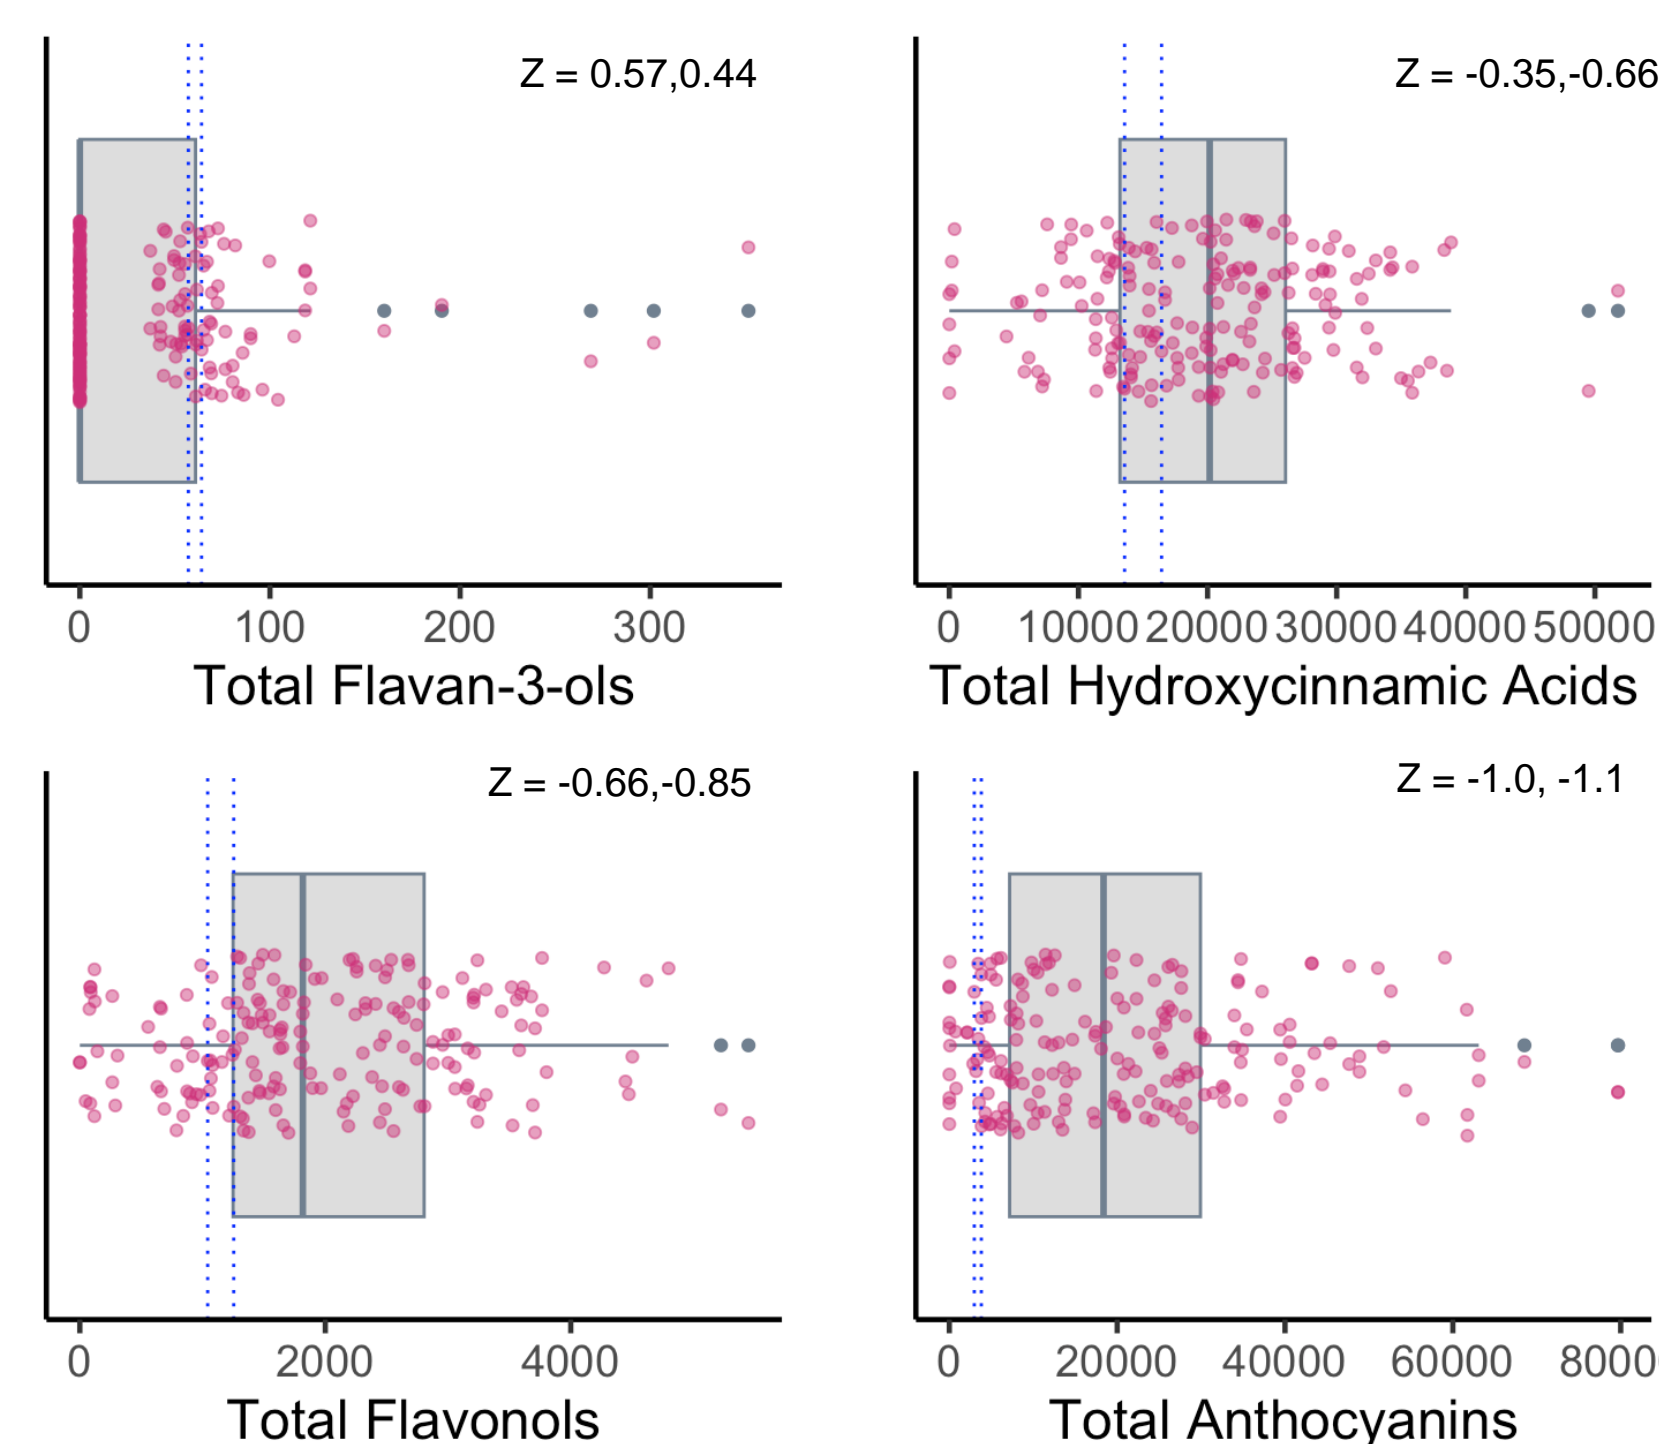 Z = 0.57,0.44
0 100 200 300
Total Flavan-3-ols
Z = -0.35,-0.66
0 10000 20000 30000 40000 50000
Total Hydroxycinnamic Acids
Z = -0.66,-0.85
0 2000 4000
Total Flavonols
Z = -1.0, -1.1
0 20000 40000 60000 8000
Total Anthocyanins